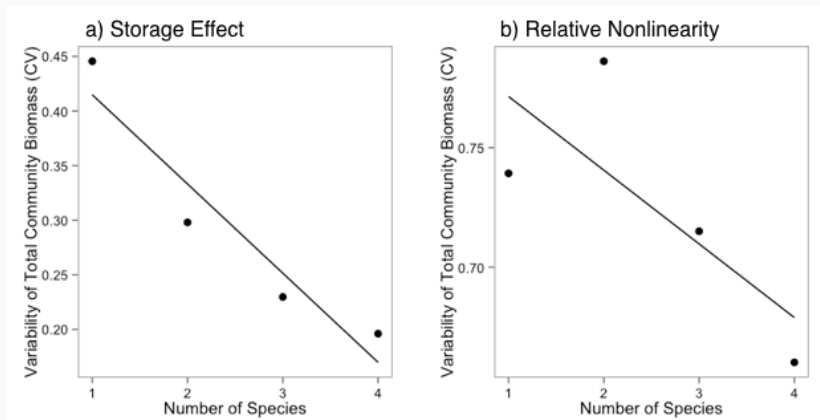 a) Storage Effect
Variability of Total Community Biomass (CV)
0.45
0.40
0.35
0.30
0.25
0.20
1 2 3 4
Number of Species
b) Relative Nonlinearity
Variability of Total Community Biomass (CV)
0.75
0.70
1 2 3 4
Number of Species